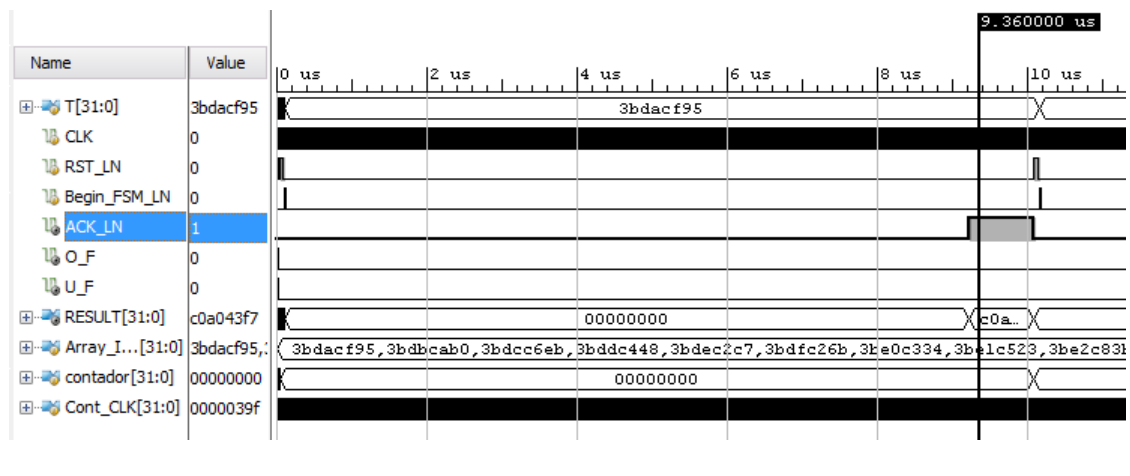 9.360000 us
Name Value
0 us 2 us 4 us 6 us 8 us 10 us
T[31:0] 3bdacf95 3bdacf95
CLK 0
RST_LN 0
Begin_FSM_LN 0
ACK_LN 1
O_F 0
U_F 0
RESULT[31:0] c0a043f7 00000000 c0a...
Array_I...[31:0] 3bdacf95,: 3bdacf95,3bdbcab0,3bdcc6eb,3bddc448,3bdec2c7,3bdfc26b,3be0c334,3be1c523,3be2c83b
contador[31:0] 00000000 00000000
Cont_CLK[31:0] 0000039f